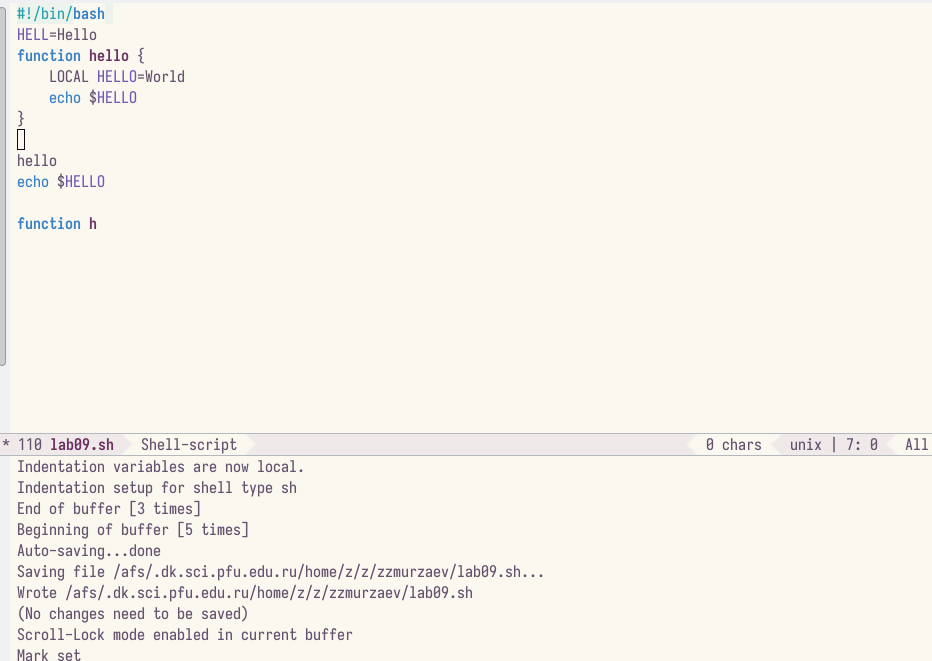 #!/bin/bash
HELL=Hello
function hello {
    LOCAL HELLO=World
    echo $HELLO
}
hello
echo $HELLO
function h
* 110 lab09.sh Shell-script 0 chars unix | 7: 0 All
Indentation variables are now local.
Indentation setup for shell type sh
End of buffer [3 times]
Beginning of buffer [5 times]
Auto-saving...done
Saving file /afs/.dk.sci.pfu.edu.ru/home/z/z/zzmurzaev/lab09.sh...
Wrote /afs/.dk.sci.pfu.edu.ru/home/z/z/zzmurzaev/lab09.sh
(No changes need to be saved)
Scroll-Lock mode enabled in current buffer
Mark set